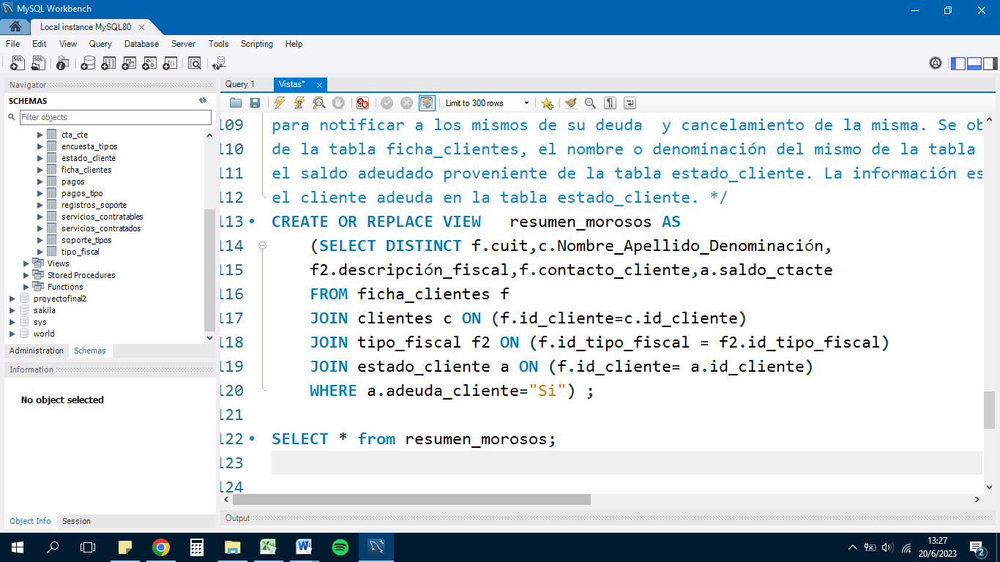 MySQL Workbench
Local instance MySQL80
File Edit View Query Database Server Tools Scripting Help
Navigator
SCHEMAS
Filter objects
cta_cte
encuesta_tipos
estado_cliente
ficha_clientes
pagos
pagos_tipo
registros_soporte
servicios_contratables
servicios_contratados
soporte_tipos
tipo_fiscal
Views
Stored Procedures
Functions
proyectofinal2
sakila
sys
world
Administration Schemas
Information
No object selected
Object Info Session
Query 1 Vistas*
Limit to 300 rows
109 para notificar a los mismos de su deuda  y cancelamiento de la misma. Se ob
110 de la tabla ficha_clientes, el nombre o denominación del mismo de la tabla
111 el saldo adeudado proveniente de la tabla estado_cliente. La información es
112 el cliente adeuda en la tabla estado_cliente. */
113 CREATE OR REPLACE VIEW   resumen_morosos AS
114 (SELECT DISTINCT f.cuit,c.Nombre_Apellido_Denominación,
115 f2.descripción_fiscal,f.contacto_cliente,a.saldo_ctacte
116 FROM ficha_clientes f
117 JOIN clientes c ON (f.id_cliente=c.id_cliente)
118 JOIN tipo_fiscal f2 ON (f.id_tipo_fiscal = f2.id_tipo_fiscal)
119 JOIN estado_cliente a ON (f.id_cliente= a.id_cliente)
120 WHERE a.adeuda_cliente="Si") ;
121
122 SELECT * from resumen_morosos;
123
124
Output
13:27
20/6/2023
2